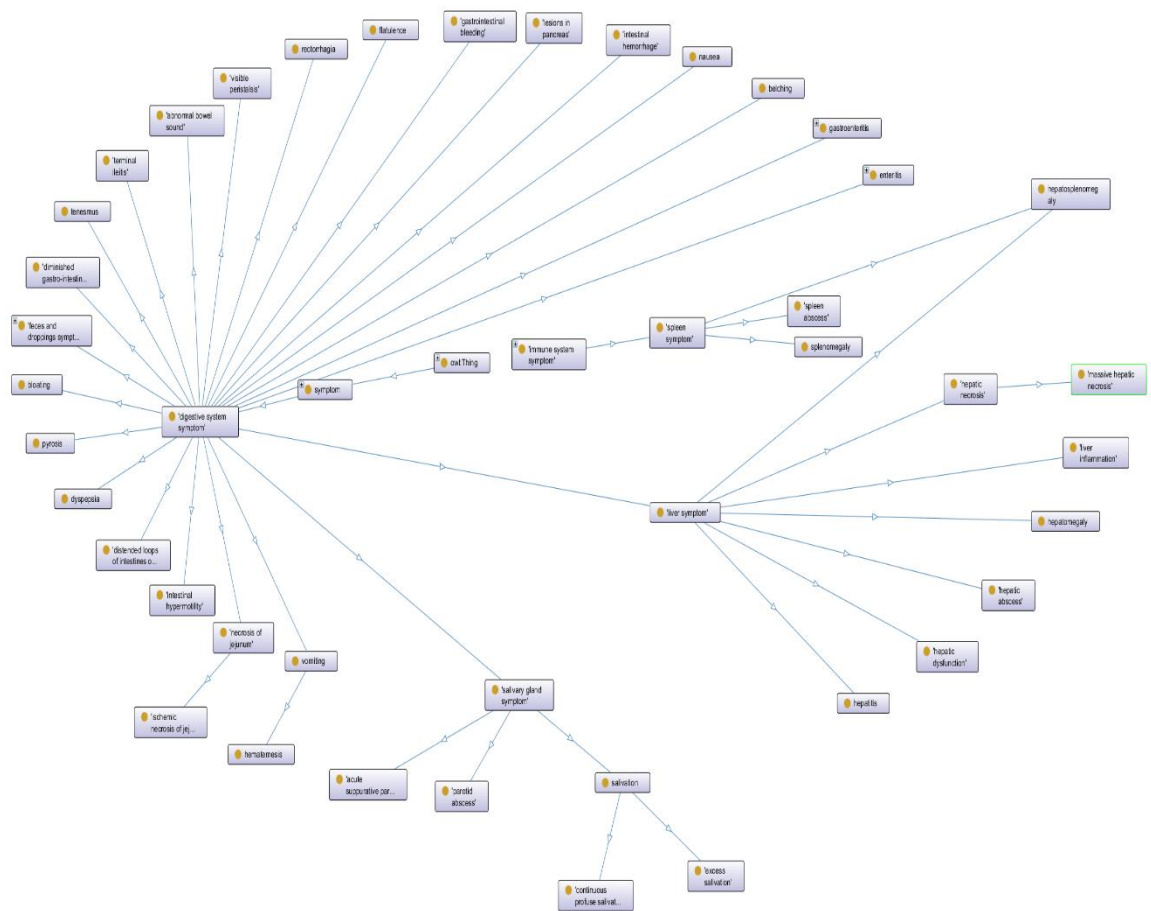 'gastrointestinal
bleeding'
'lesions in
pancreas'
'intestinal
hemorrhage'
flatulence
rectorrhagia
nausea
'visible
peristalsis'
belching
'abnormal bowel
sound'
gastroenteritis
'terminal
ileitis'
enteritis
hepatosplenomeg
aly
tenesmus
'diminished
gastro-intestin...
'spleen
abscess'
'feces and
droppings sympt...
'spleen
symptom'
'immune system
symptom'
splenomegaly
owl:Thing
bloating
symptom
'hepatic
necrosis'
'massive hepatic
necrosis'
'digestive system
symptom'
pyrosis
'liver
inflammation'
dyspepsia
'liver symptom'
hepatomegaly
'distended loops
of intestines o...
'intestinal
hypermotility'
'hepatic
abscess'
'necrosis of
jejunum'
vomiting
'hepatic
dysfunction'
'salivary gland
symptom'
hepatitis
'ischemic
necrosis of jej...
hematemesis
'acute
suppurative par...
'parotid
abscess'
salivation
'excess
salivation'
'continuous
profuse salivat...